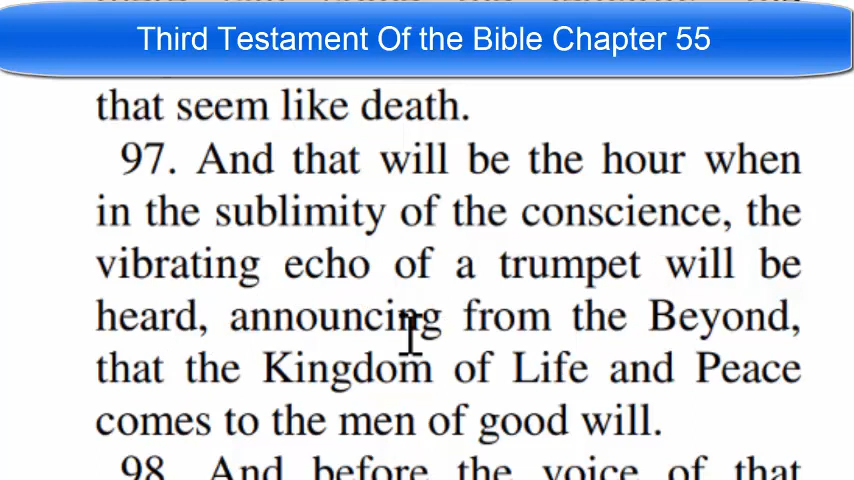 Third Testament Of the Bible Chapter 55
that seem like death.
97. And that will be the hour when
in the sublimity of the conscience, the
vibrating echo of a trumpet will be
heard, announcing from the Beyond,
that the Kingdom of Life and Peace
comes to the men of good will.
98. And before the voice of that